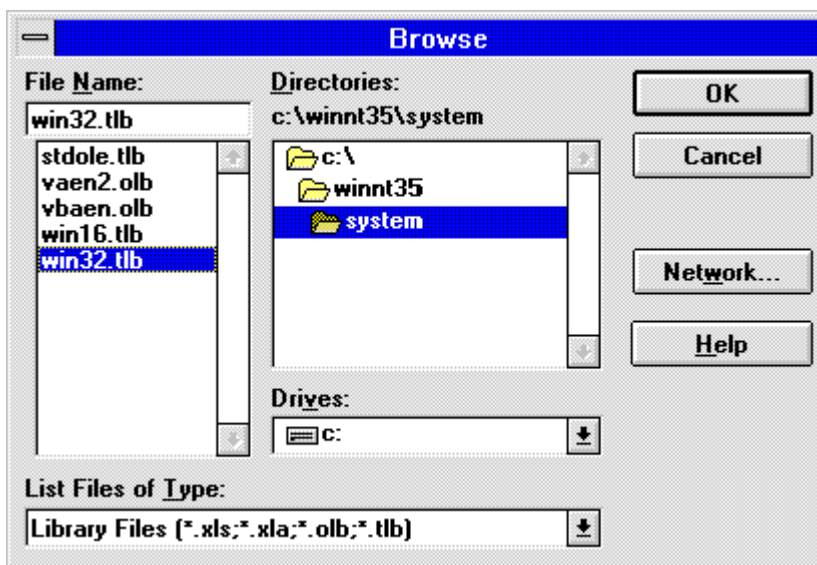 Browse
File Name:
win32.tlb
stdole.tlb
vaen2.olb
vbaen.olb
win16.tlb
win32.tlb
List Files of Type:
Library Files (*.xls;*.xla;*.olb;*.tlb)
Directories:
c:\winnt35\system
c:\
winnt35
system
Drives:
c:
OK
Cancel
Network...
Help